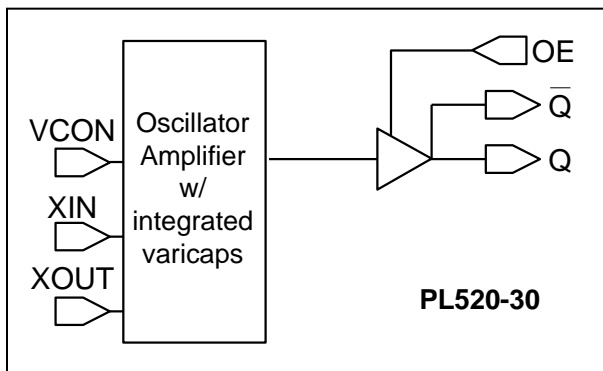 OE
Q̅
Q
VCON
XIN
XOUT
Oscillator
Amplifier
w/
integrated
varicaps
PL520-30